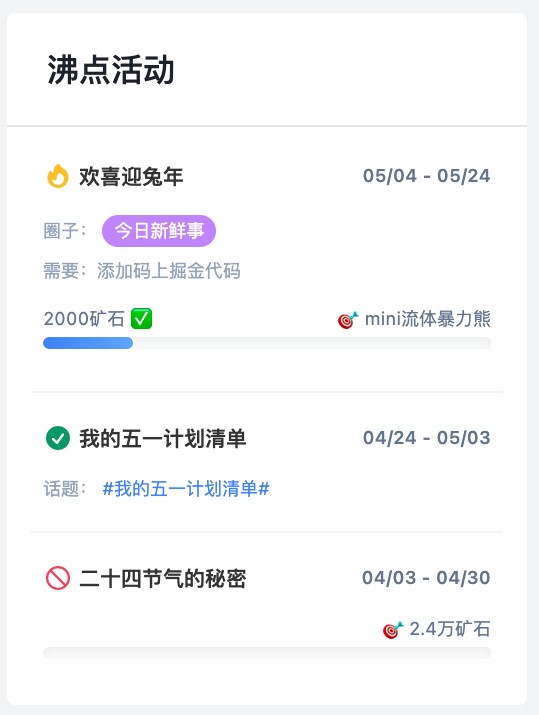 沸点活动
欢喜迎兔年 05/04 - 05/24
圈子： 今日新鲜事
需要：添加码上掘金代码
2000矿石 ✅ 🎯 mini流体暴力熊
我的五一计划清单 04/24 - 05/03
话题： #我的五一计划清单#
二十四节气的秘密 04/03 - 04/30
🎯 2.4万矿石